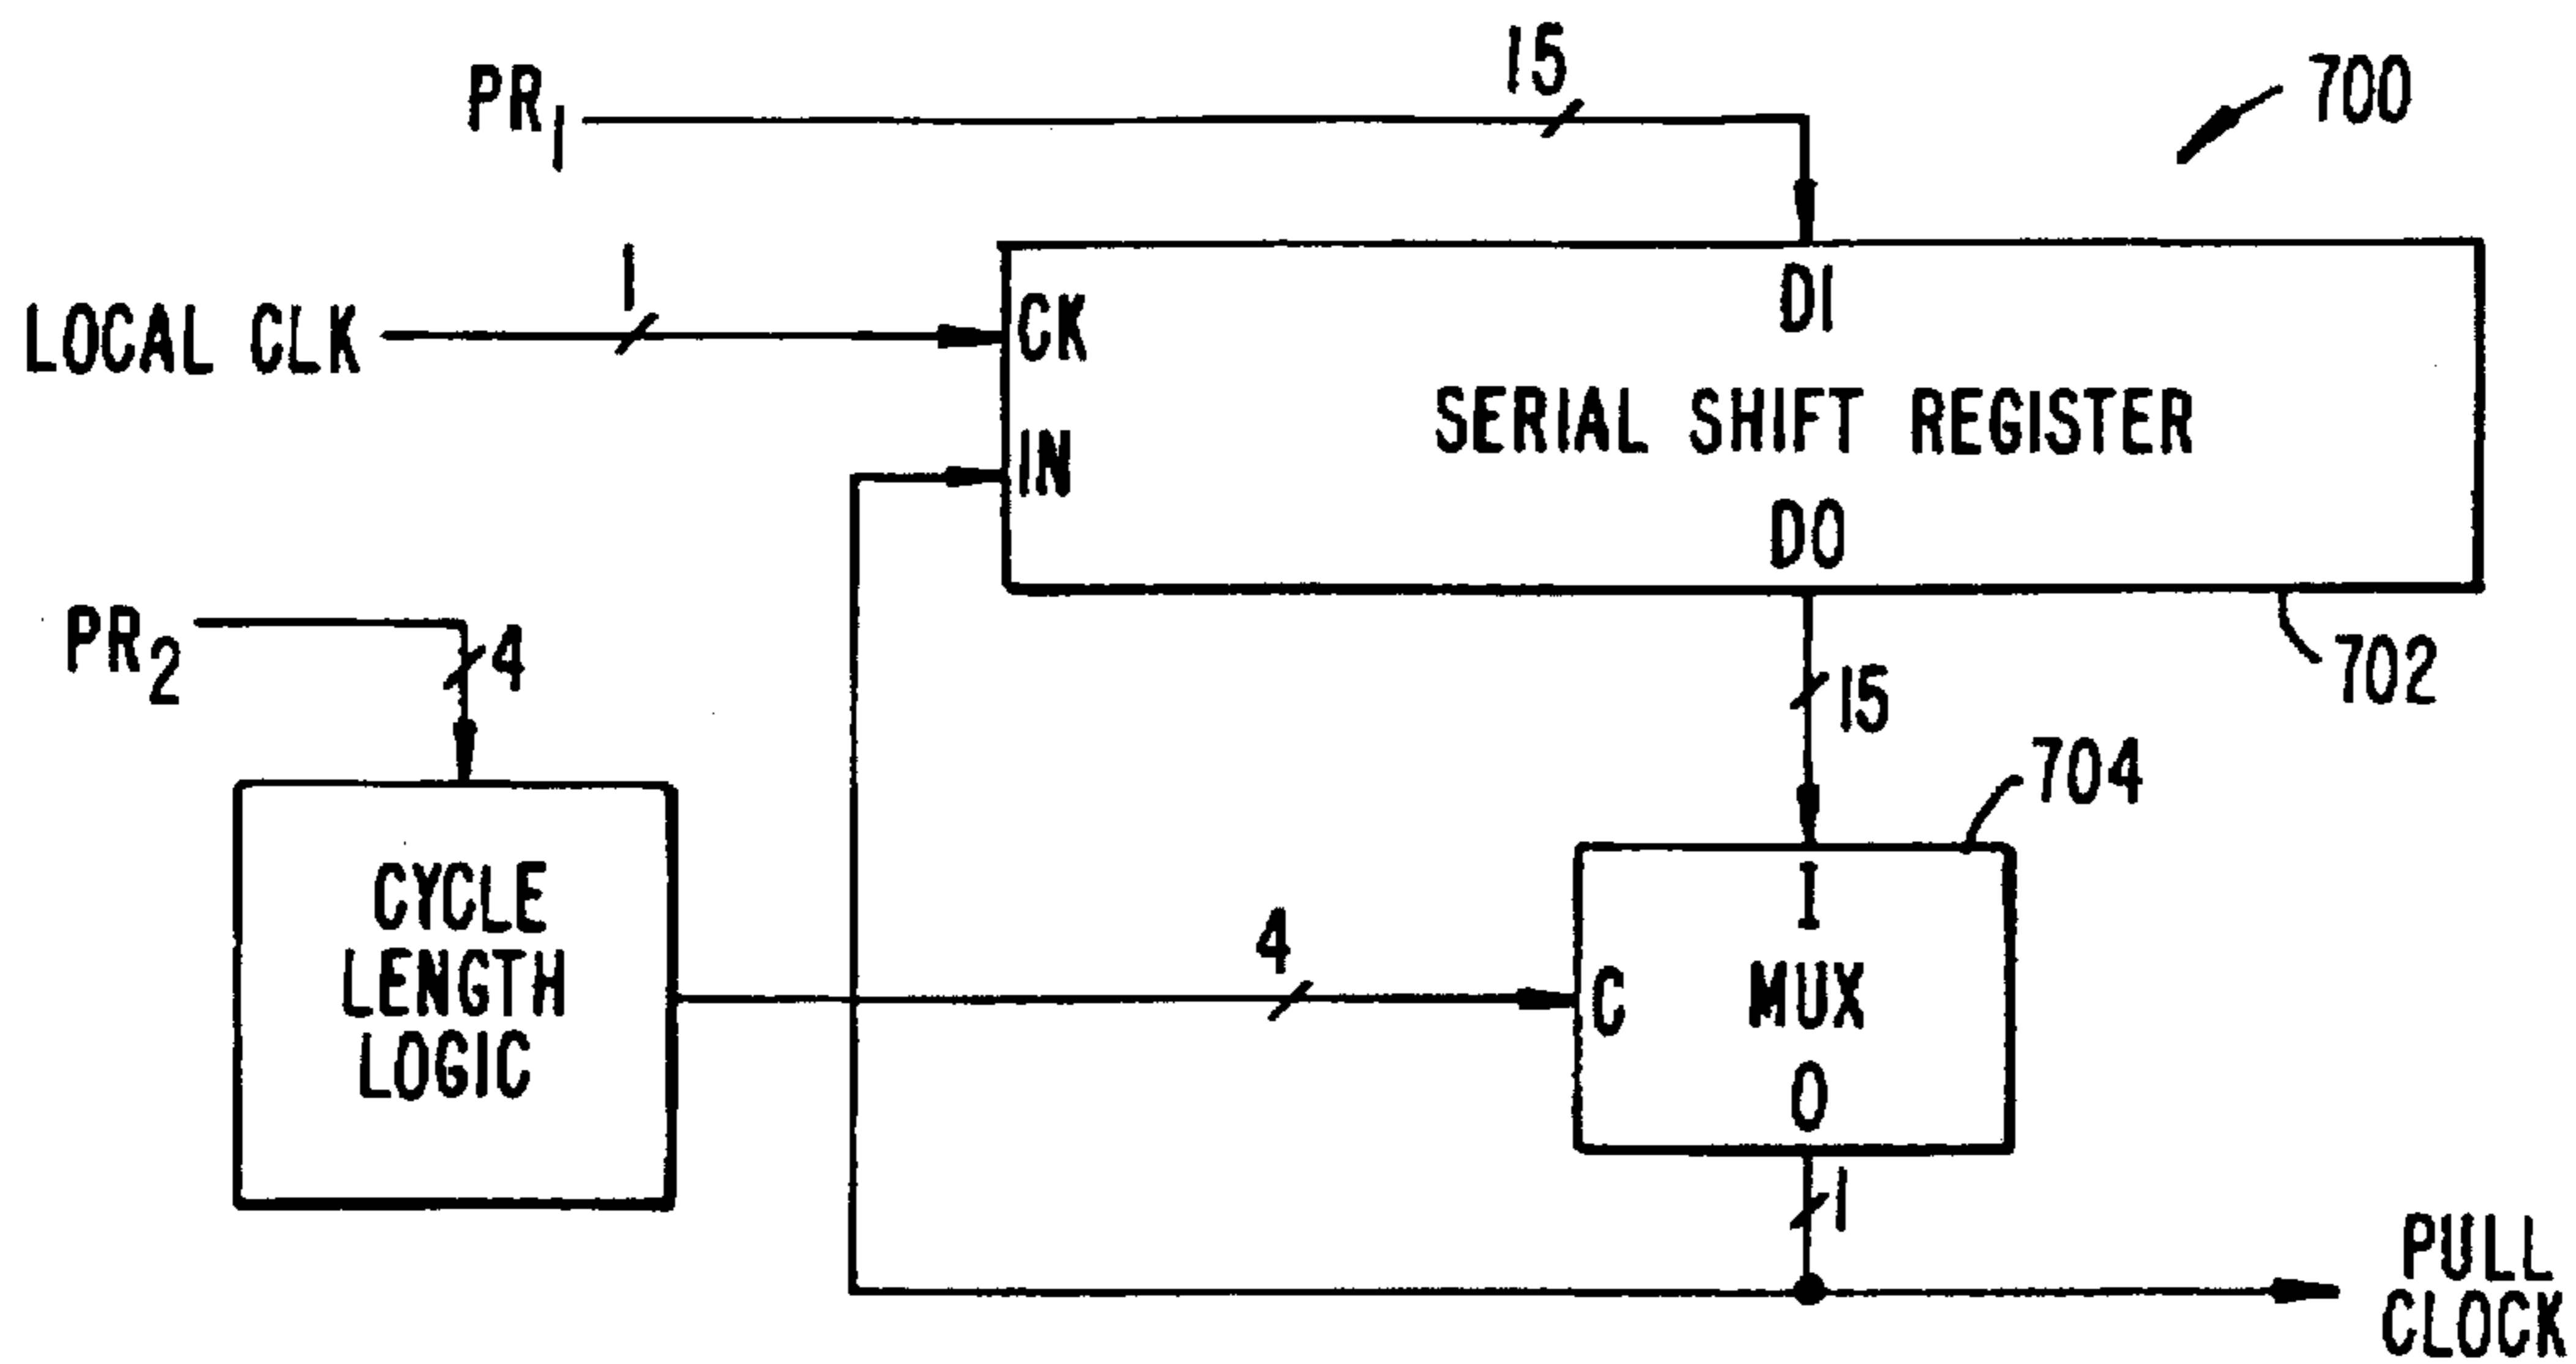 15
PR1
700
1
LOCAL CLK
CK
DI
SERIAL SHIFT REGISTER
IN
DO
PR2
4
15
702
704
CYCLE
LENGTH
LOGIC
4
I
C
MUX
O
1
PULL
CLOCK